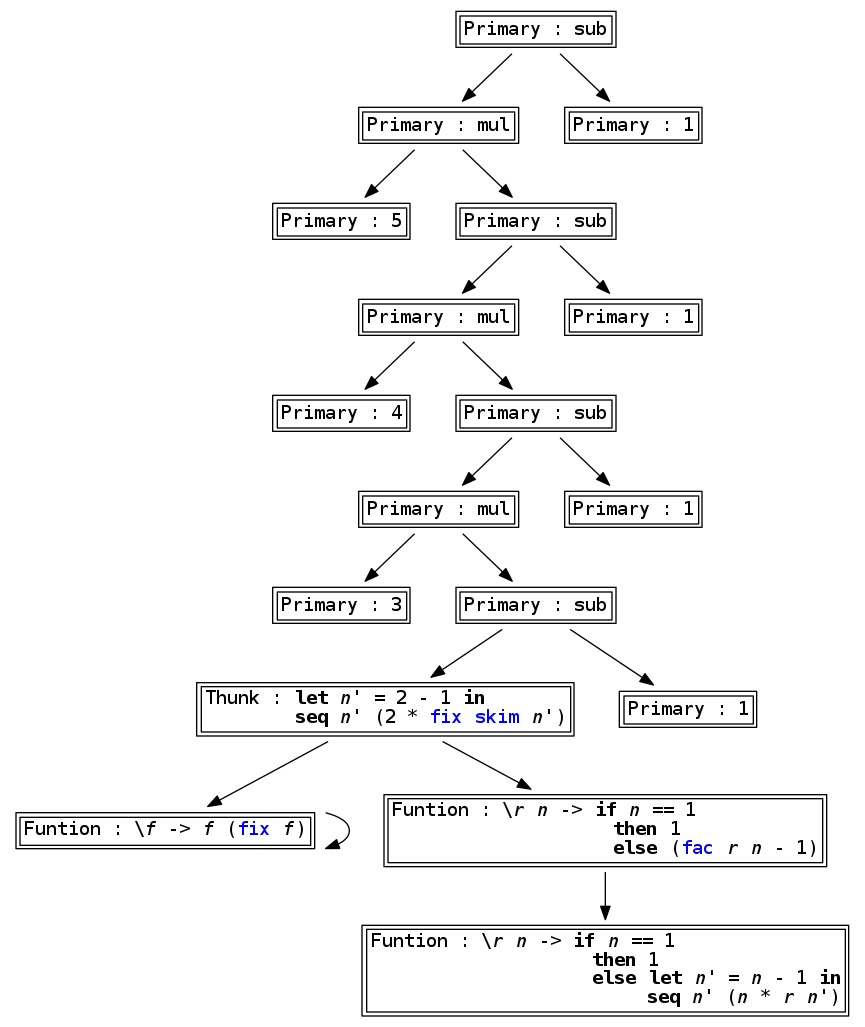 Primary : sub
Primary : mul
Primary : 1
Primary : 5
Primary : sub
Primary : mul
Primary : 1
Primary : 4
Primary : sub
Primary : mul
Primary : 1
Primary : 3
Primary : sub
Thunk : let n' = 2 - 1 in
seq n' (2 * fix skim n')
Primary : 1
Funtion : \f -> f (fix f)
Funtion : \r n -> if n == 1
then 1
else (fac r n - 1)
Funtion : \r n -> if n == 1
then 1
else let n' = n - 1 in
seq n' (n * r n')